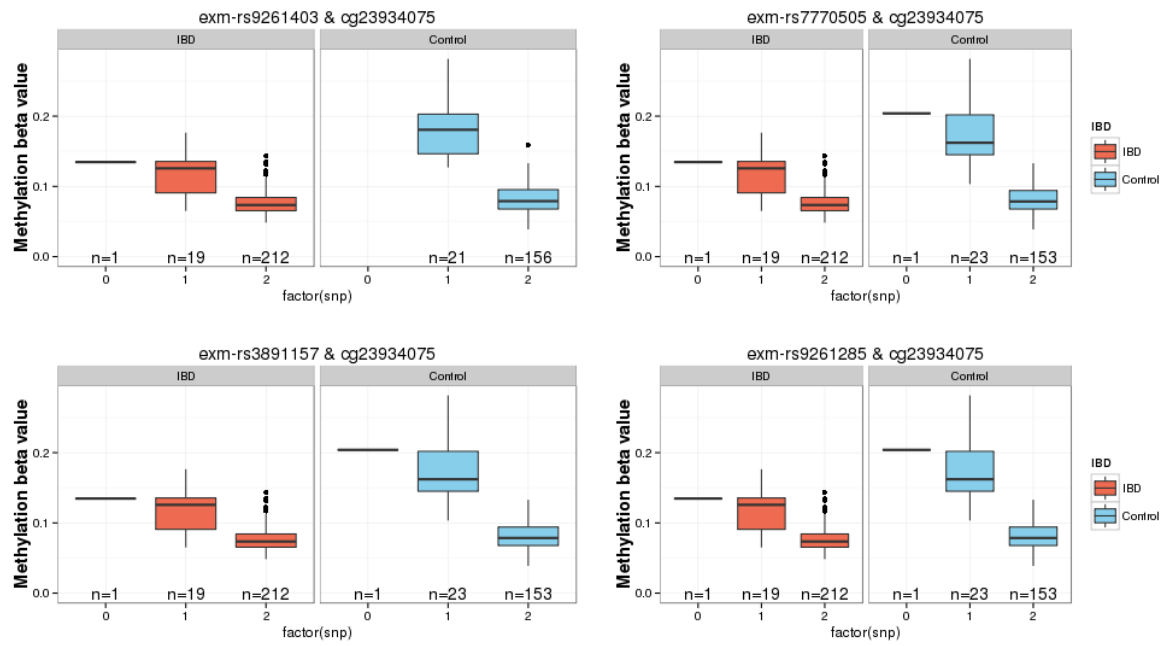 exm-rs9261403 & cg23934075
IBD Control
Methylation beta value
0.2
0.1
0.0
n=1 n=19 n=212 n=21 n=156
0 1 2 0 1 2
factor(snp)
exm-rs7770505 & cg23934075
IBD Control
Methylation beta value
0.2
0.1
0.0
n=1 n=19 n=212 n=1 n=23 n=153
0 1 2 0 1 2
factor(snp)
IBD
IBD
Control
exm-rs3891157 & cg23934075
IBD Control
Methylation beta value
0.2
0.1
0.0
n=1 n=19 n=212 n=1 n=23 n=153
0 1 2 0 1 2
factor(snp)
exm-rs9261285 & cg23934075
IBD Control
Methylation beta value
0.2
0.1
0.0
n=1 n=19 n=212 n=1 n=23 n=153
0 1 2 0 1 2
factor(snp)
IBD
IBD
Control